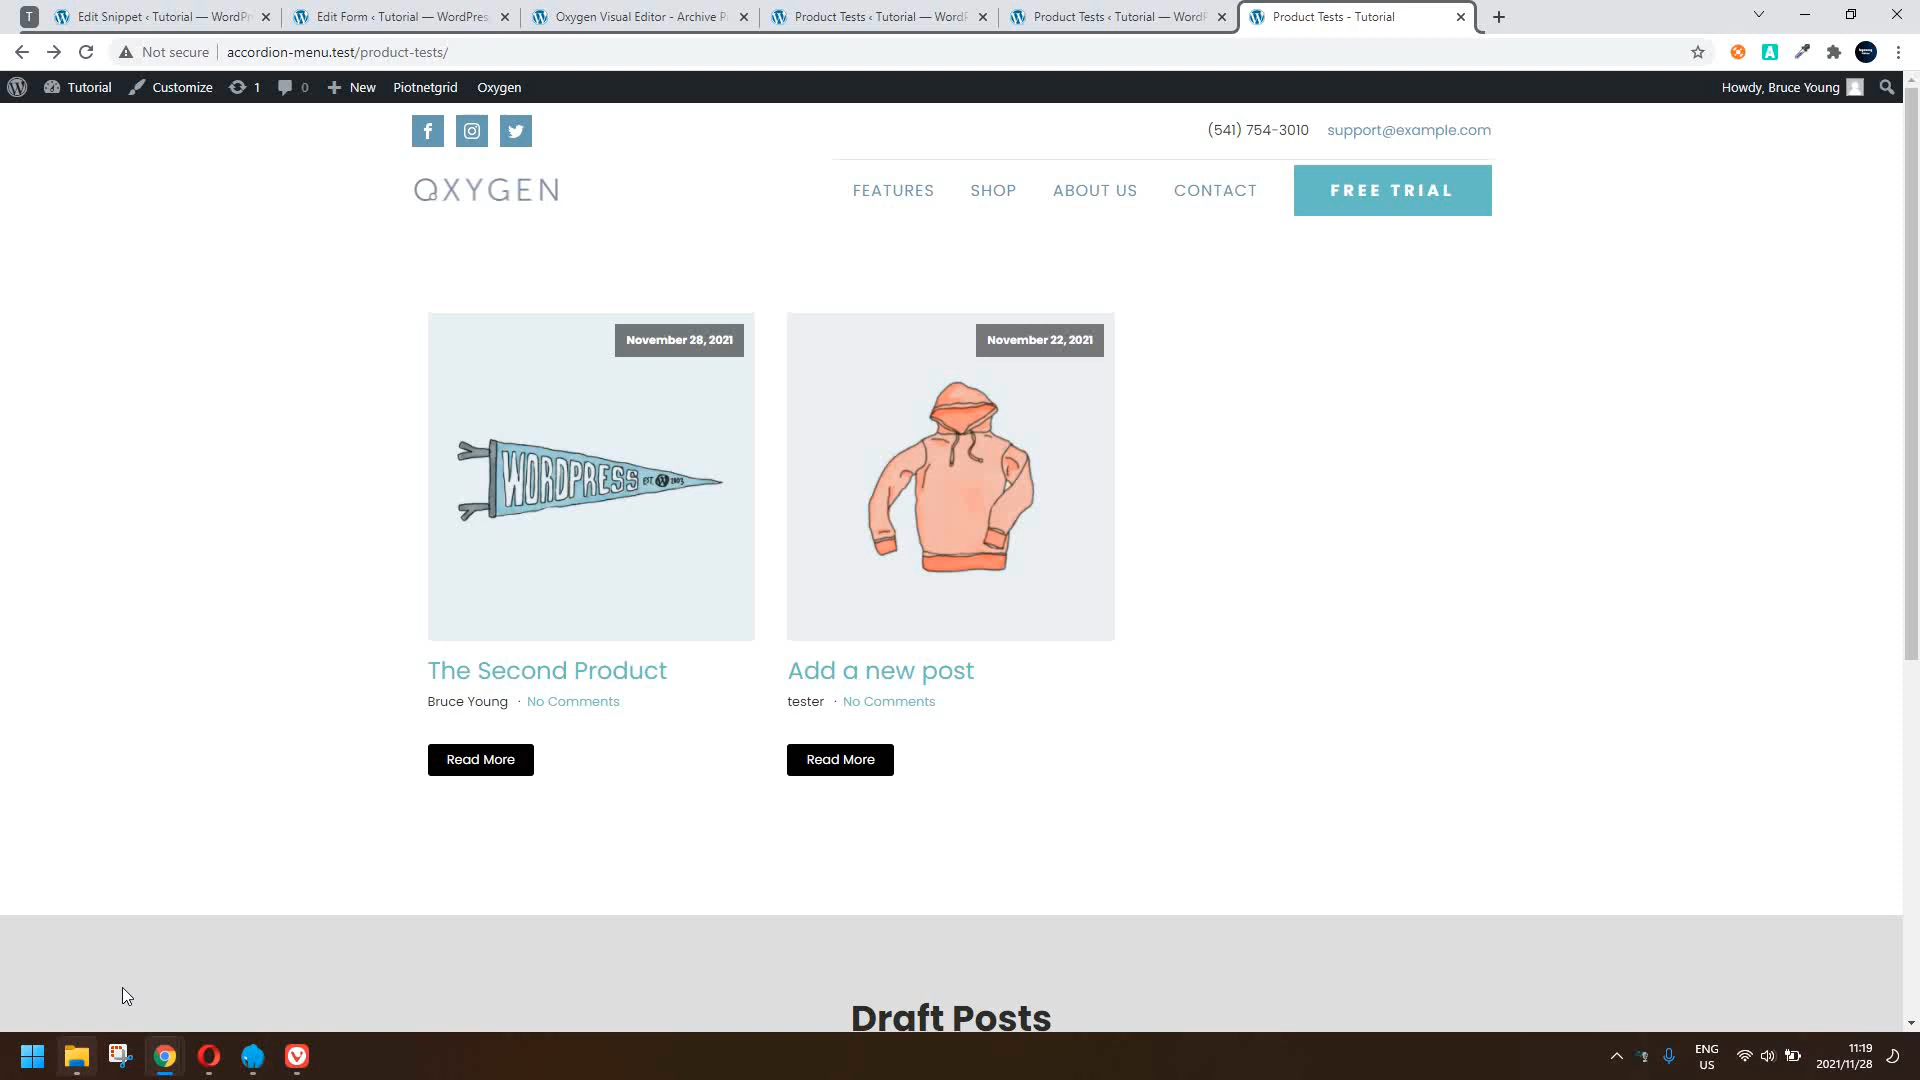 T
Edit Snippet ‹ Tutorial — WordPr
Edit Form ‹ Tutorial — WordPres
Oxygen Visual Editor - Archive P
Product Tests ‹ Tutorial — WordP
Product Tests ‹ Tutorial — WordP
Product Tests - Tutorial
Not secure
accordion-menu.test/product-tests/
A
Tutorial
Customize
1
0
New
Piotnetgrid
Oxygen
Howdy, Bruce Young
(541) 754-3010
support@example.com
OXYGEN
FEATURES
SHOP
ABOUT US
CONTACT
FREE TRIAL
November 28, 2021
November 22, 2021
WORDPRESS EST. 2003
The Second Product
Add a new post
Bruce Young · No Comments
tester · No Comments
Read More
Read More
Draft Posts
ENG
US
11:19
2021/11/28